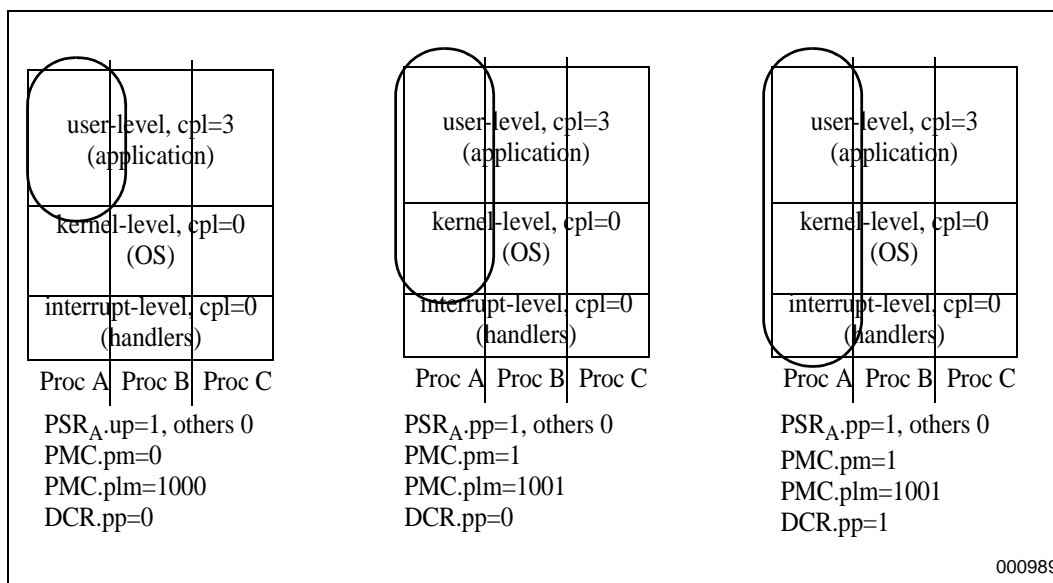 user-level, cpl=3
(application)
kernel-level, cpl=0
(OS)
interrupt-level, cpl=0
(handlers)
Proc A Proc B Proc C
PSRA.up=1, others 0
PMC.pm=0
PMC.plm=1000
DCR.pp=0
user-level, cpl=3
(application)
kernel-level, cpl=0
(OS)
interrupt-level, cpl=0
(handlers)
Proc A Proc B Proc C
PSRA.pp=1, others 0
PMC.pm=1
PMC.plm=1001
DCR.pp=0
user-level, cpl=3
(application)
kernel-level, cpl=0
(OS)
interrupt-level, cpl=0
(handlers)
Proc A Proc B Proc C
PSRA.pp=1, others 0
PMC.pm=1
PMC.plm=1001
DCR.pp=1
000989